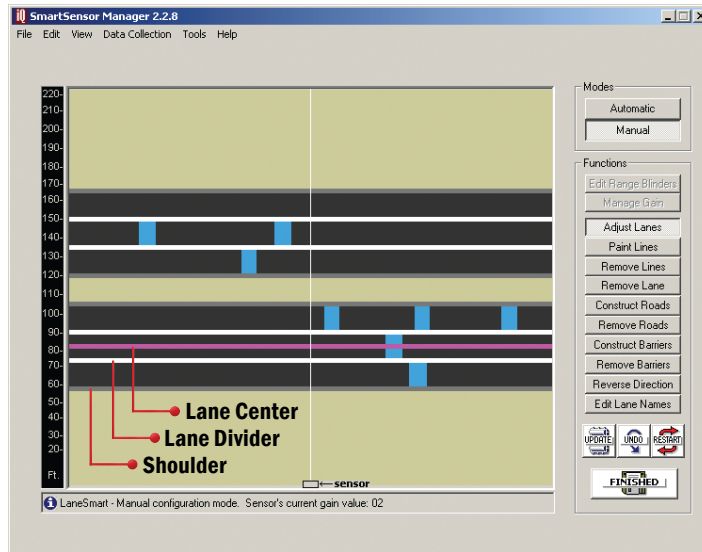 iQ SmartSensor Manager 2.2.8
File Edit View Data Collection Tools Help
220-
210-
200-
190-
180-
170-
160-
150-
140-
130-
120-
110-
100-
90-
80-
70-
60-
50-
40-
30-
20-
Ft.
Lane Center
Lane Divider
Shoulder
sensor
LaneSmart - Manual configuration mode. Sensor's current gain value: 02
Modes
Automatic
Manual
Functions
Edit Range Blinders
Manage Gain
Adjust Lanes
Paint Lines
Remove Lines
Remove Lane
Construct Roads
Remove Roads
Construct Barriers
Remove Barriers
Reverse Direction
Edit Lane Names
UPDATE UNDO RESTART
FINISHED